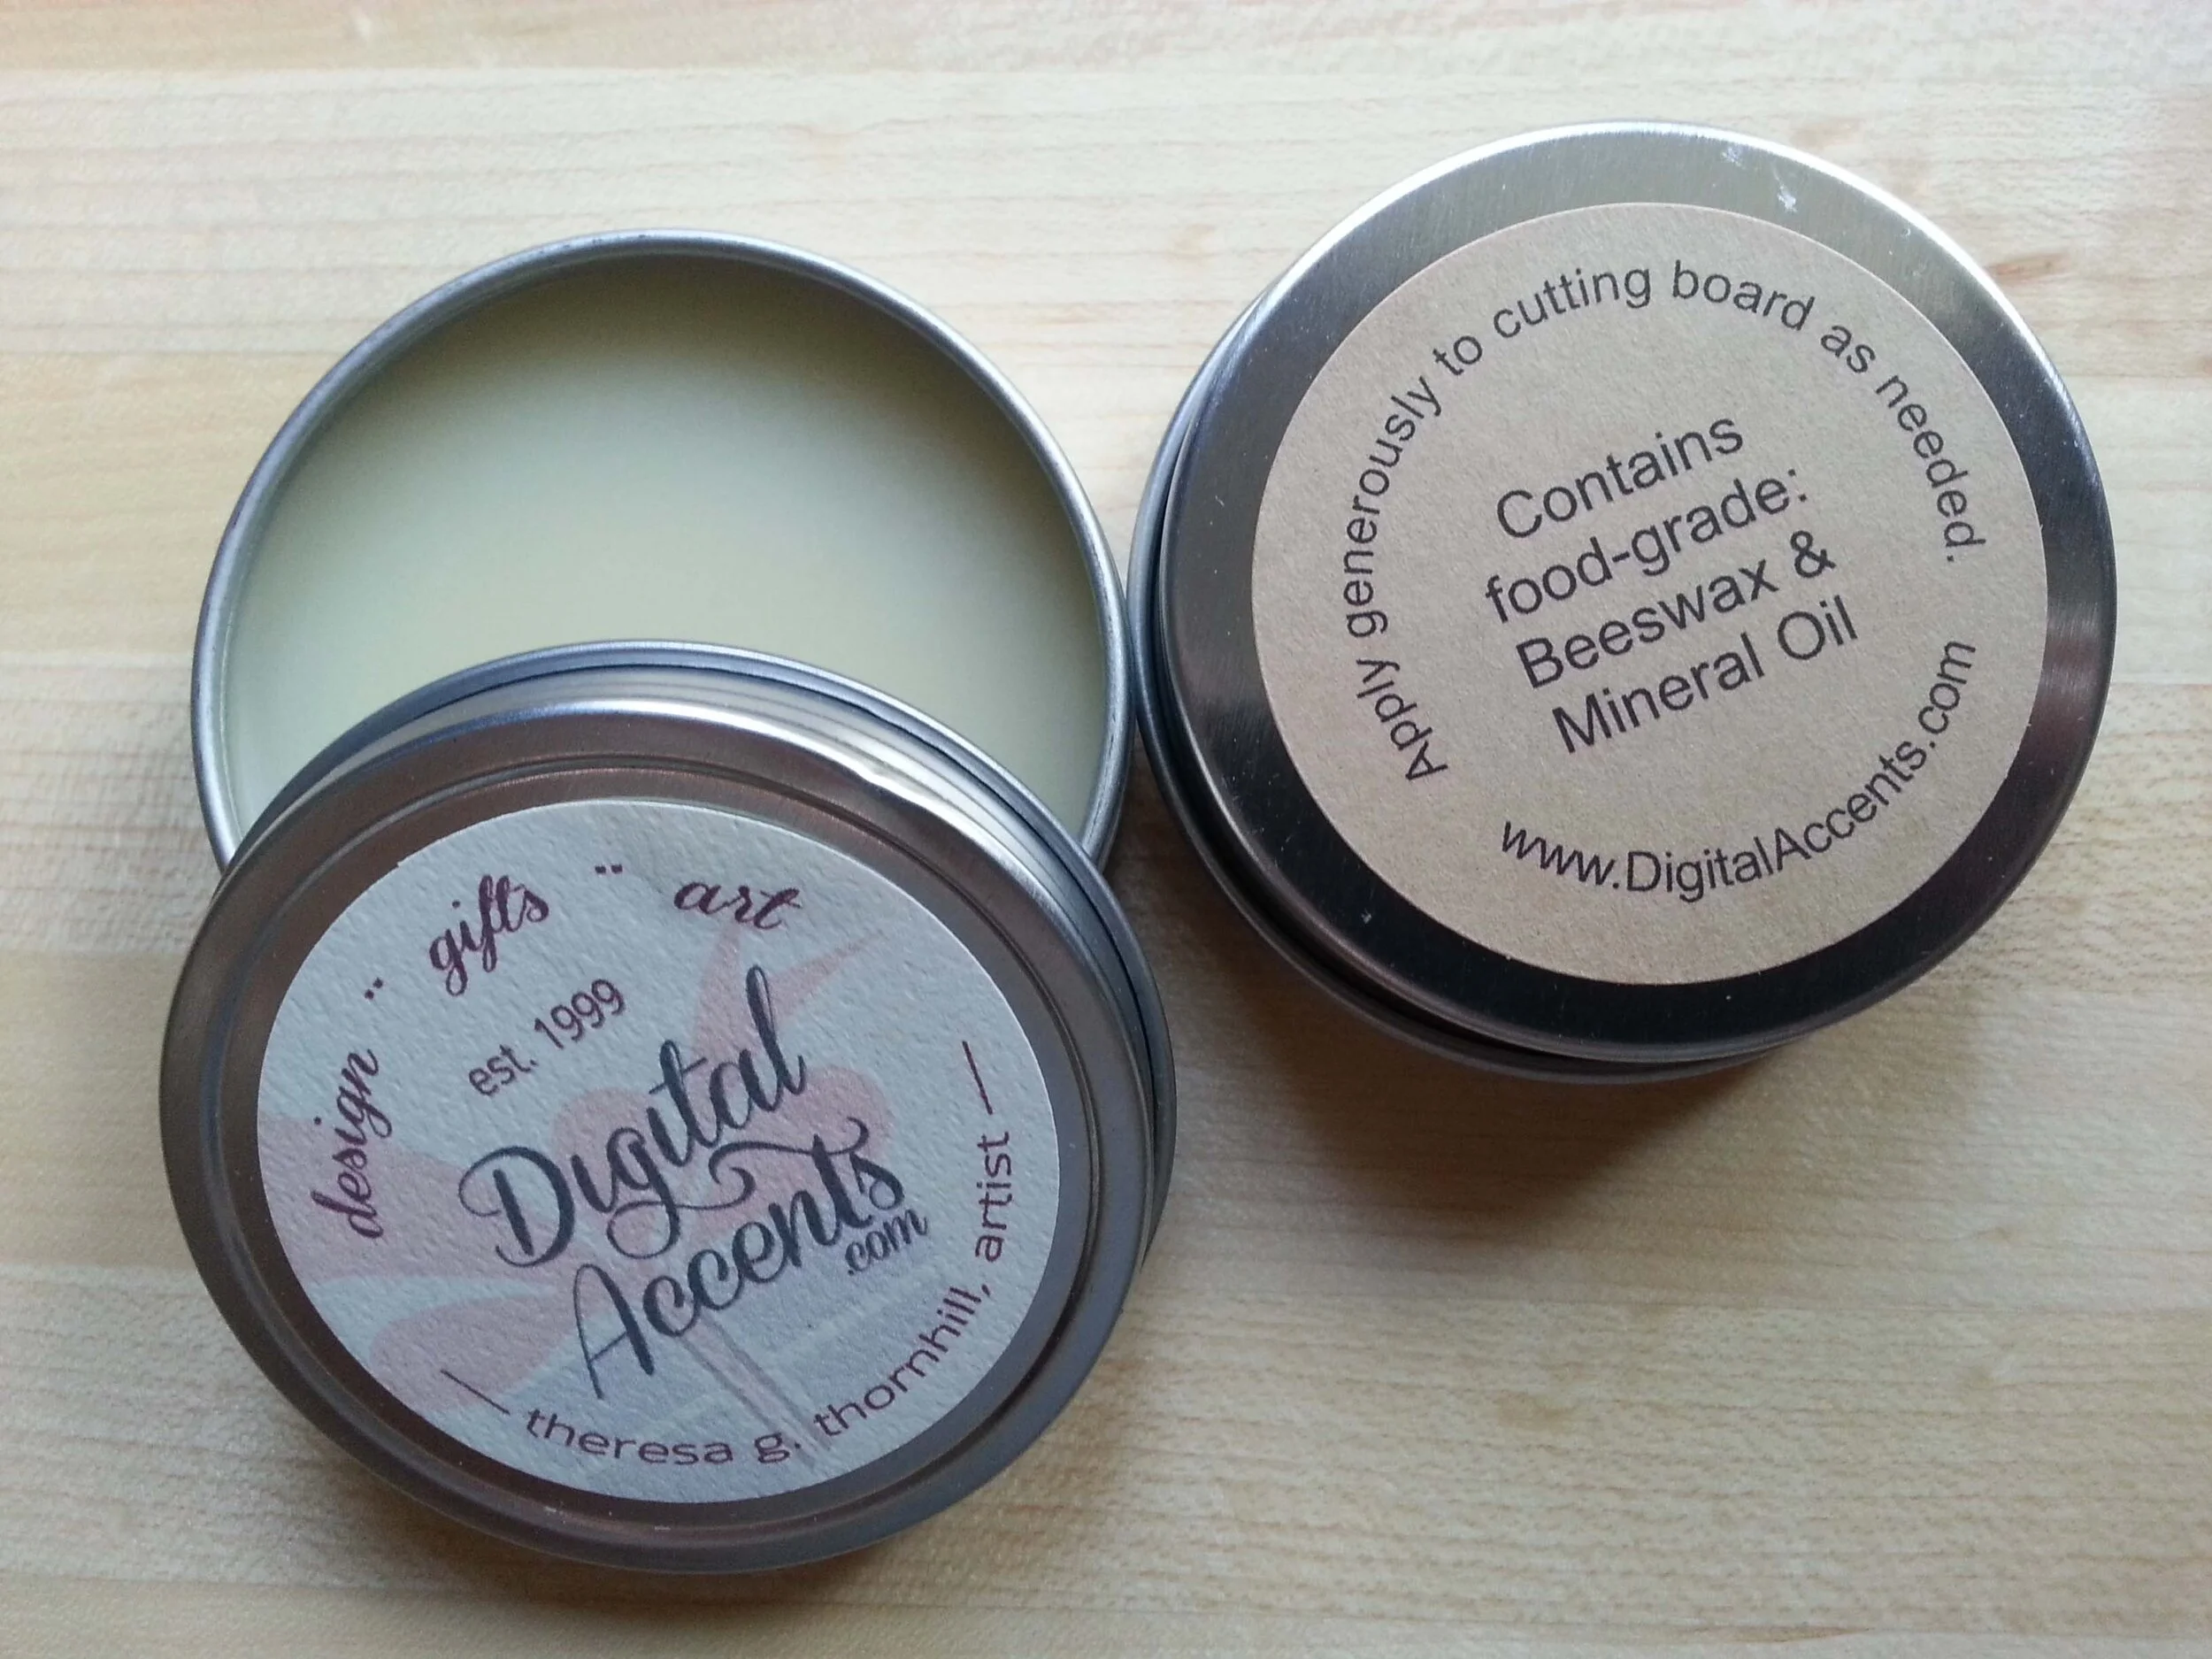 design ¨ gifts ¨ art
est. 1999
Digital
Accents
.com
theresa g. thornhill, artist
Apply generously to cutting board as needed.
Contains
food-grade:
Beeswax &
Mineral Oil
www.DigitalAccents.com